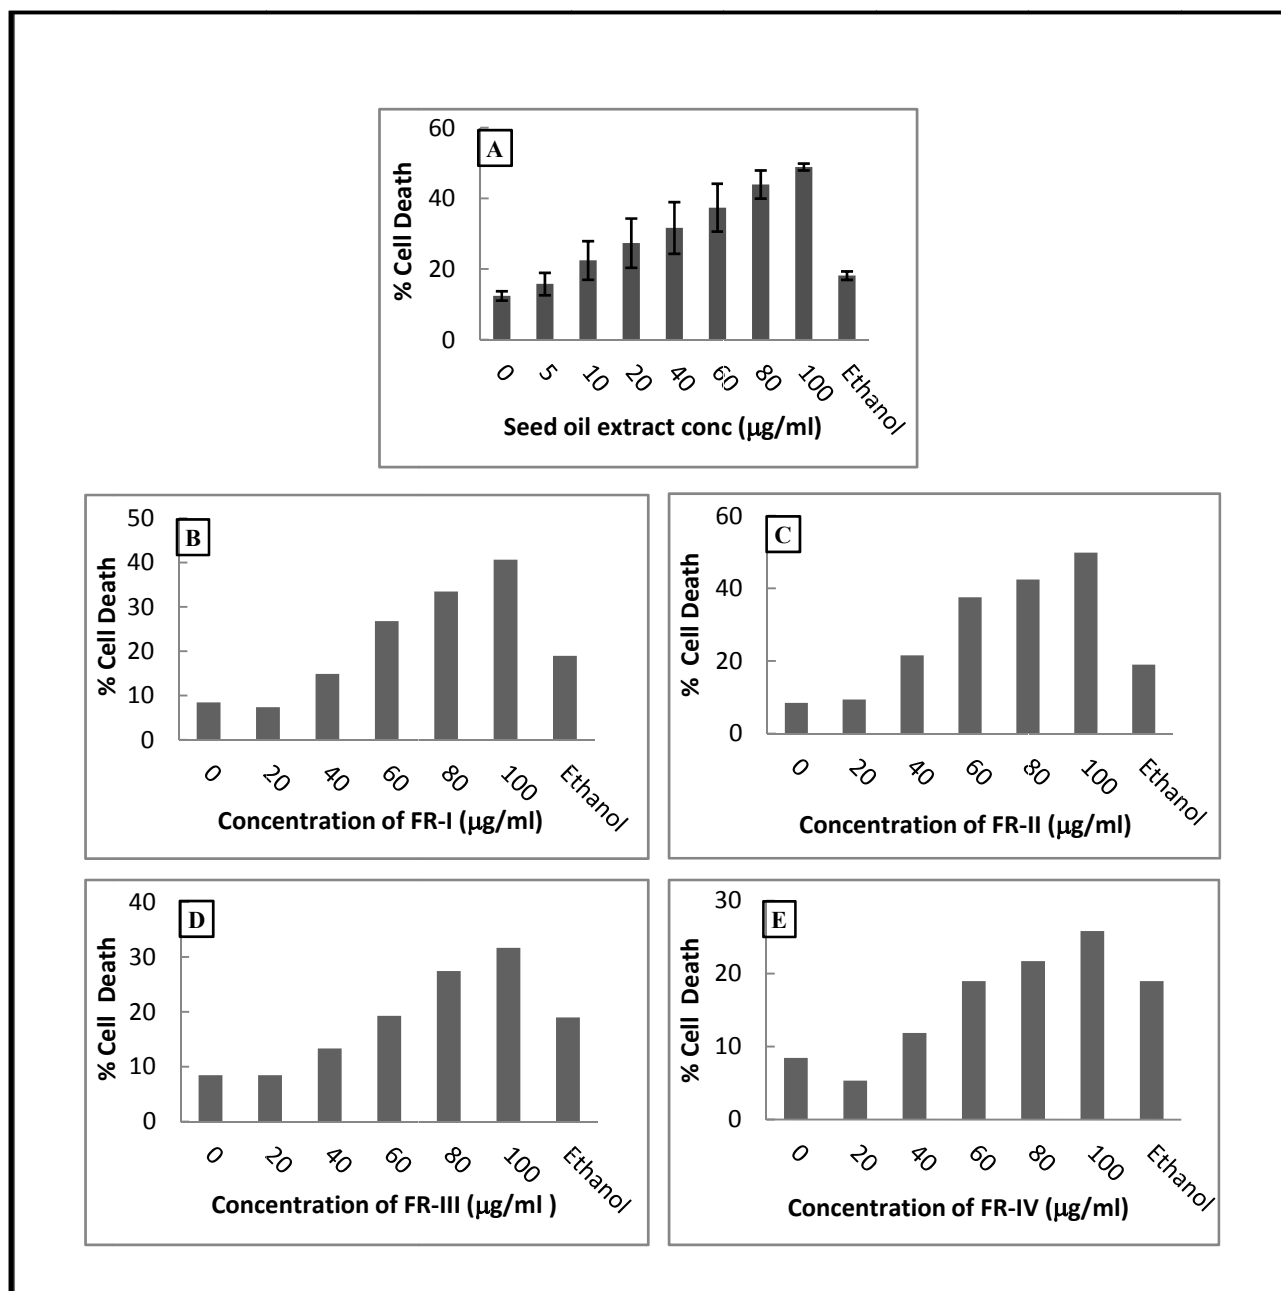 A
60
40
20
0
% Cell Death
0 5 10 20 40 60 80 100 Ethanol
Seed oil extract conc (µg/ml)
B
50
40
30
20
10
0
% Cell Death
0 20 40 60 80 100 Ethanol
Concentration of FR-I (µg/ml)
C
60
40
20
0
% Cell Death
0 20 40 60 80 100 Ethanol
Concentration of FR-II (µg/ml)
D
40
30
20
10
0
% Cell Death
0 20 40 60 80 100 Ethanol
Concentration of FR-III (µg/ml )
E
30
20
10
0
% Cell Death
0 20 40 60 80 100 Ethanol
Concentration of FR-IV (µg/ml)